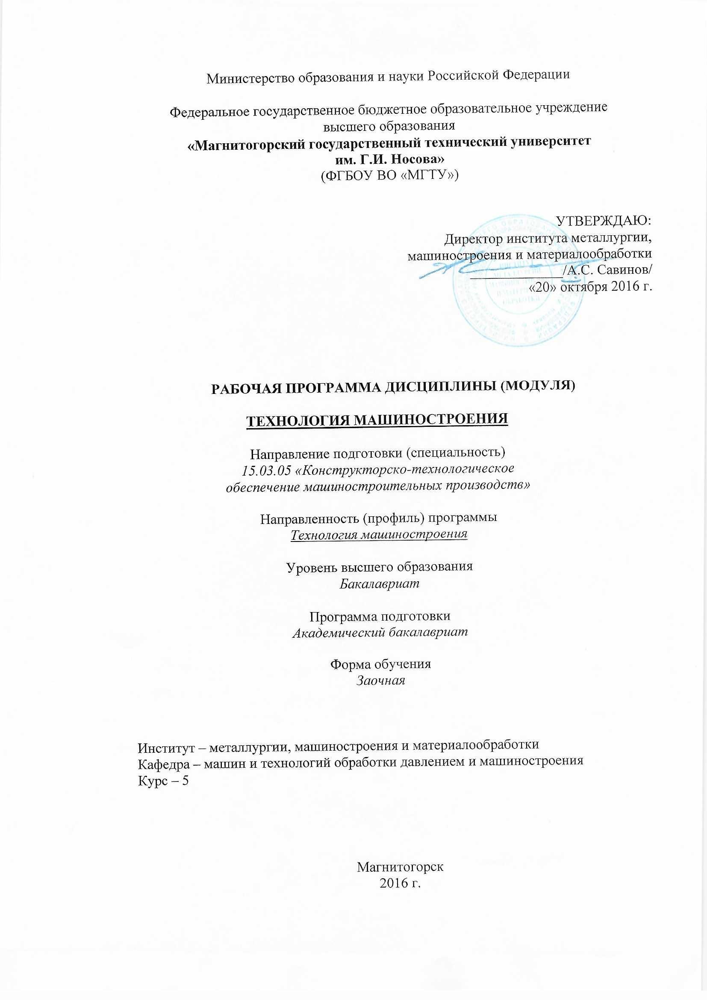 Министерство образования и науки Российской Федерации
Федеральное государственное бюджетное образовательное учреждение
высшего образования
«Магнитогорский государственный технический университет
им. Г.И. Носова»
(ФГБОУ ВО «МГТУ»)
УТВЕРЖДАЮ:
Директор института металлургии,
машиностроения и материалообработки
/А.С. Савинов/
«20» октября 2016 г.
РАБОЧАЯ ПРОГРАММА ДИСЦИПЛИНЫ (МОДУЛЯ)
ТЕХНОЛОГИЯ МАШИНОСТРОЕНИЯ
Направление подготовки (специальность)
15.03.05 «Конструкторско-технологическое
обеспечение машиностроительных производств»
Направленность (профиль) программы
Технология машиностроения
Уровень высшего образования
Бакалавриат
Программа подготовки
Академический бакалавриат
Форма обучения
Заочная
Институт – металлургии, машиностроения и материалообработки
Кафедра – машин и технологий обработки давлением и машиностроения
Курс – 5
Магнитогорск
2016 г.